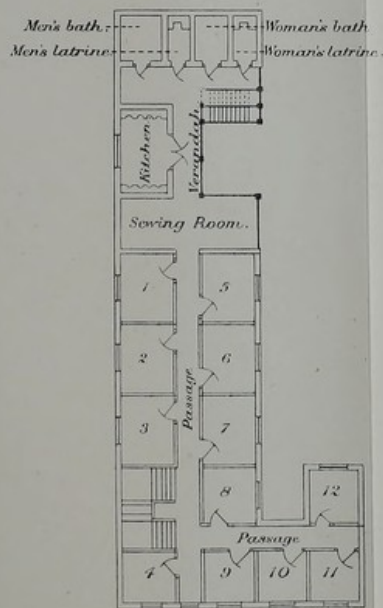 Men's bath.
Woman's bath
Men's latrine.
Woman's latrine.
Kitchen
Verandah
Sewing Room.
1
5
2
6
Passage
3
7
8
12
Passage
4
9
10
11